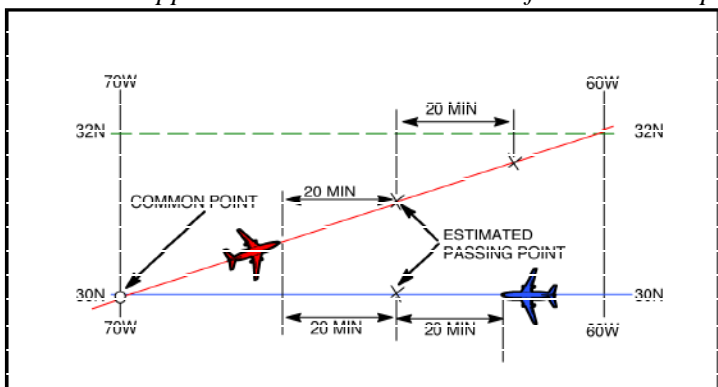 70W 60W
20 MIN
32N 32N
20 MIN
COMMON POINT
ESTIMATED
PASSING POINT
30N 30N
70W 20 MIN 20 MIN 60W